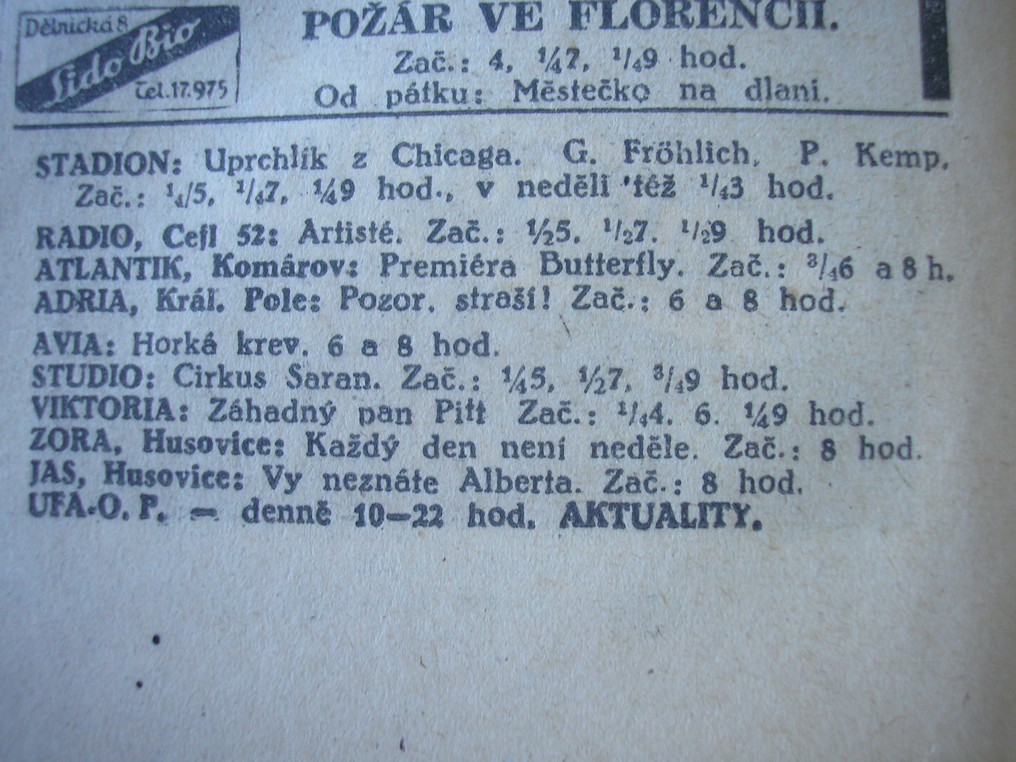 Dělnická 8
Lido Bio
Tel. 17.975
POŽÁR VE FLORENCII.
Zač.: 4, ¼7, ¼9 hod.
Od pátku: Městečko na dlani.
STADION: Uprchlík z Chicaga. G. Fröhlich, P. Kemp.
Zač.: ¼5, ¼7, ¼9 hod., v neděli též ¼3 hod.
RADIO, Cejl 52: Artisté. Zač.: ½5, ½7, ½9 hod.
ATLANTIK, Komárov: Premiéra Butterfly. Zač.: ¾6 a 8 h.
ADRIA, Král. Pole: Pozor, straší! Zač.: 6 a 8 hod.
AVIA: Horká krev. 6 a 8 hod.
STUDIO: Cirkus Saran. Zač.: ¼5, ½7, ¾9 hod.
VIKTORIA: Záhadný pan Pitt Zač.: ¼4. 6. ¼9 hod.
ZORA, Husovice: Každý den není neděle. Zač.: 8 hod.
JAS, Husovice: Vy neznáte Alberta. Zač.: 8 hod.
UFA-O. P. — denně 10—22 hod. AKTUALITY.